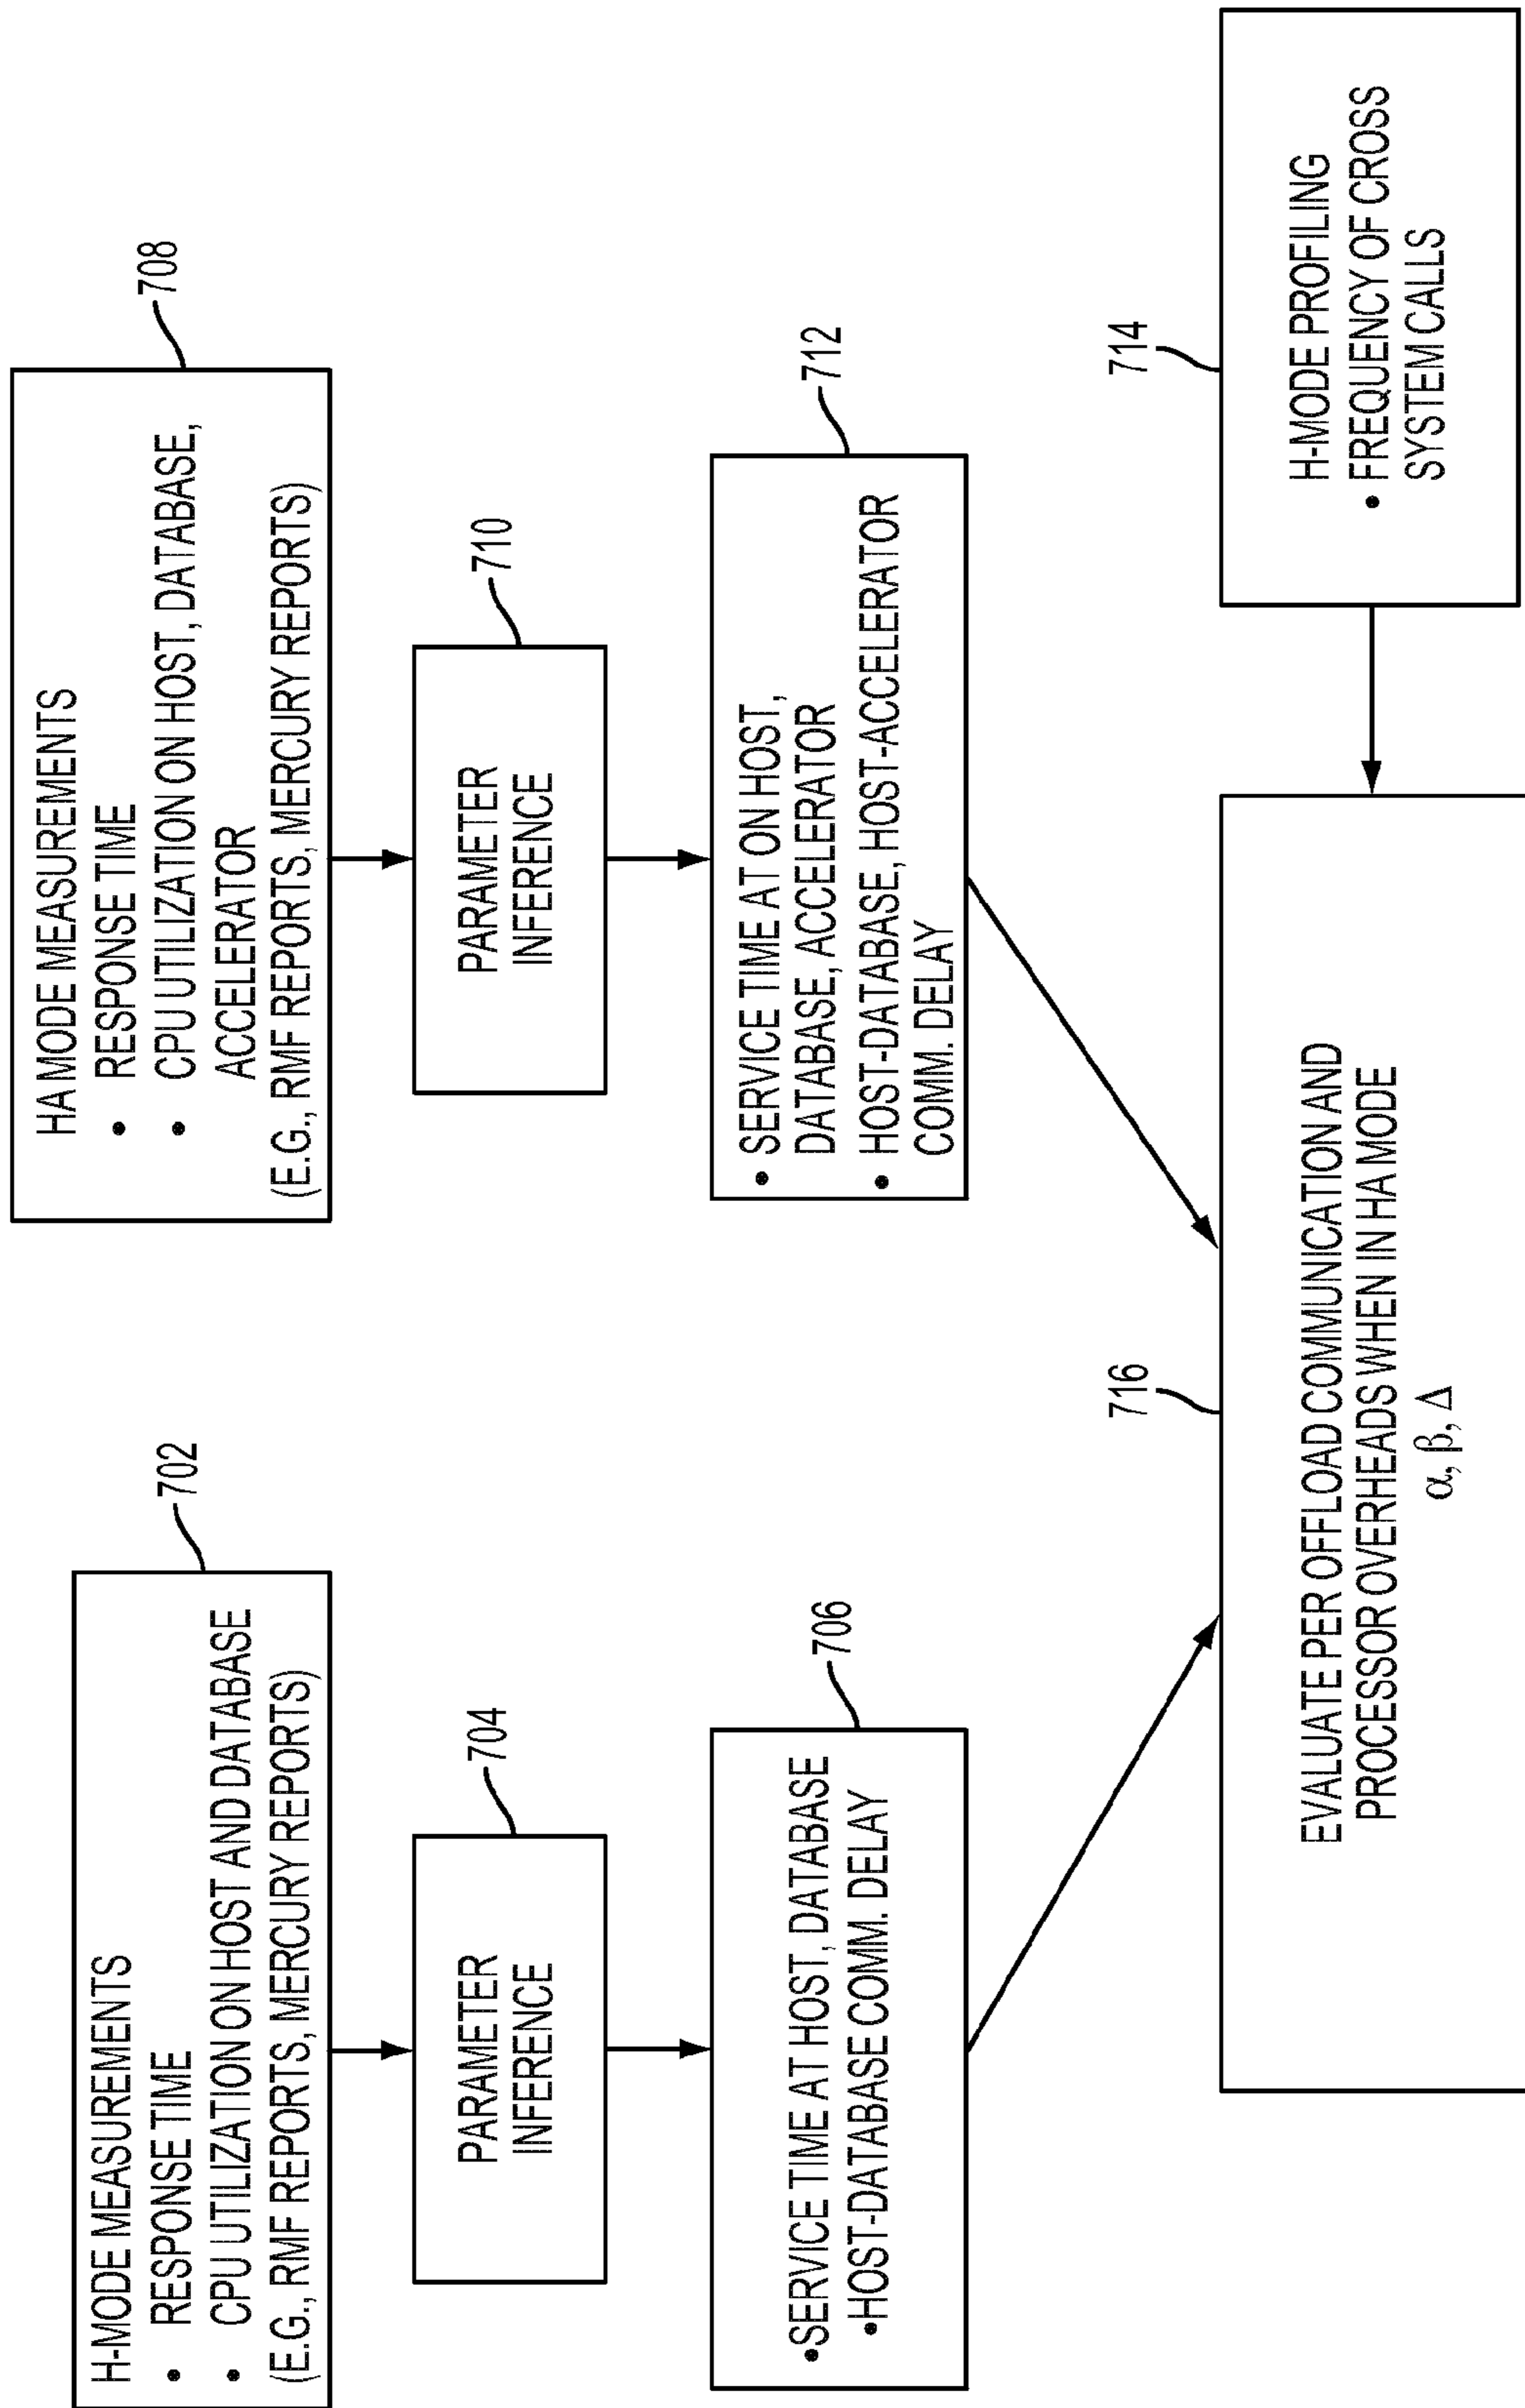 H-MODE MEASUREMENTS
• RESPONSE TIME
• CPU UTILIZATION ON HOST AND DATABASE
(E.G., RMF REPORTS, MERCURY REPORTS)
702
PARAMETER
INFERENCE
704
•SERVICE TIME AT HOST, DATABASE
•HOST-DATABASE COMM. DELAY
706
HA MODE MEASUREMENTS
• RESPONSE TIME
• CPU UTILIZATION ON HOST, DATABASE,
ACCELERATOR
(E.G., RMF REPORTS, MERCURY REPORTS)
708
PARAMETER
INFERENCE
710
• SERVICE TIME AT ON HOST,
DATABASE, ACCELERATOR
• HOST-DATABASE, HOST-ACCELERATOR
COMM. DELAY
712
H-MODE PROFILING
• FREQUENCY OF CROSS
SYSTEM CALLS
714
EVALUATE PER OFFLOAD COMMUNICATION AND
PROCESSOR OVERHEADS WHEN IN HA MODE
α, β, Δ
716